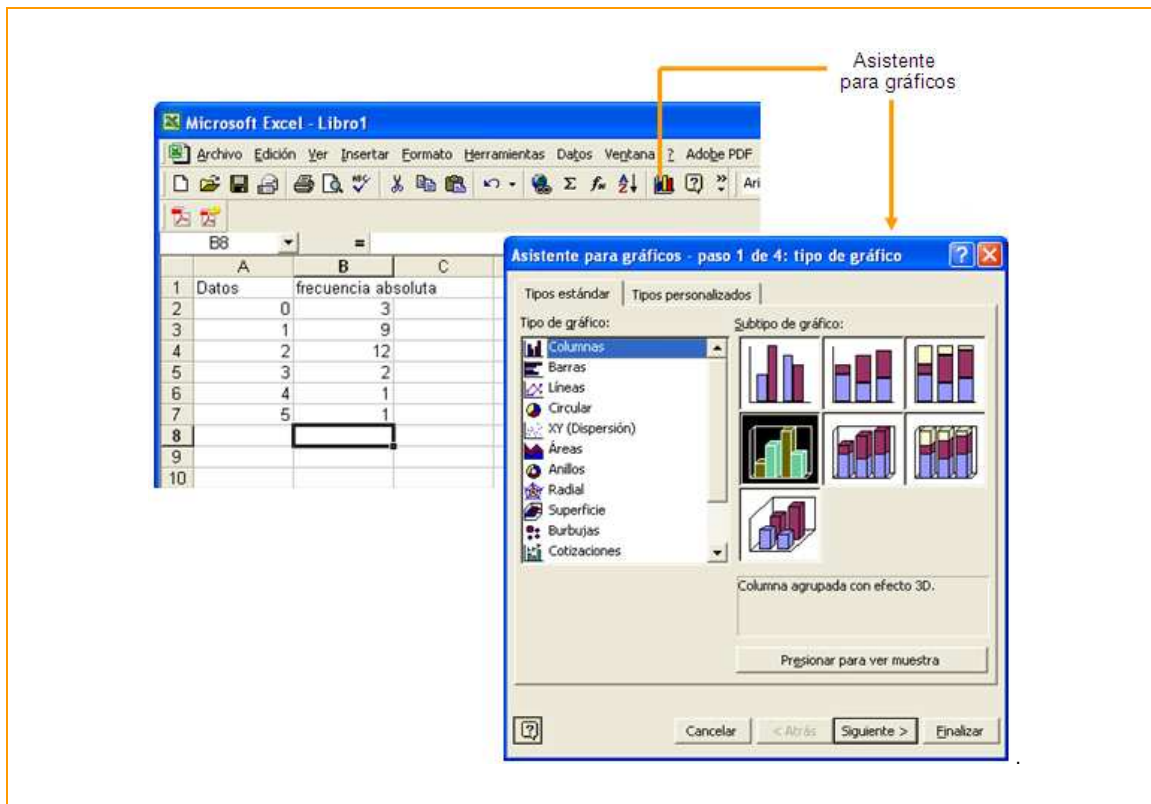 Asistente
para gráficos
Microsoft Excel - Libro1
Archivo Edición Ver Insertar Formato Herramientas Datos Ventana ? Adobe PDF
Ari
B8 =
A B C
1 Datos frecuencia absoluta
2 0 3
3 1 9
4 2 12
5 3 2
6 4 1
7 5 1
8
9
10
Asistente para gráficos - paso 1 de 4: tipo de gráfico
Tipos estándar Tipos personalizados
Tipo de gráfico:
Columnas
Barras
Líneas
Circular
XY (Dispersión)
Áreas
Anillos
Radial
Superficie
Burbujas
Cotizaciones
Subtipo de gráfico:
Columna agrupada con efecto 3D.
Presionar para ver muestra
Cancelar < Atrás Siguiente > Finalizar